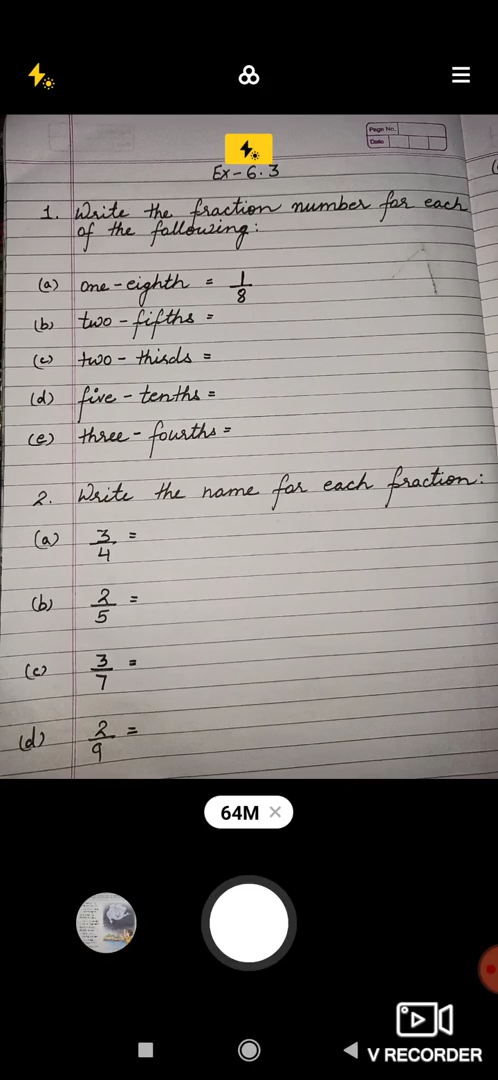 Page No.
Date
Ex-6.3
1. Write the fraction number for each
of the following:
(a) one-eighth = 1/8
(b) two-fifths =
(c) two-thirds =
(d) five-tenths =
(e) three-fourths =
2. Write the name for each fraction:
(a) 3/4 =
(b) 2/5 =
(c) 3/7 =
(d) 2/9 =
64M ×
V RECORDER